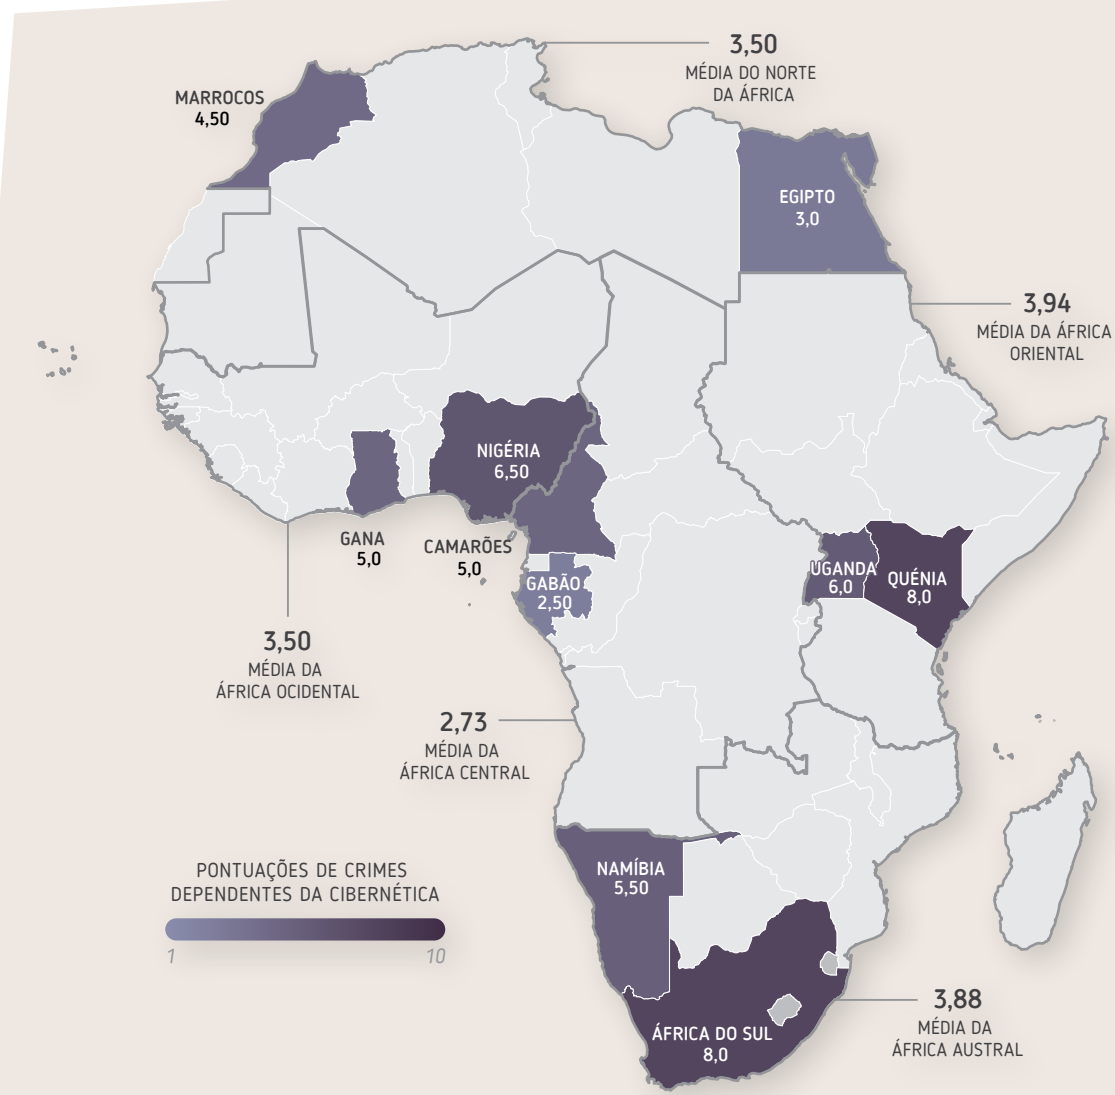 3,50
MÉDIA DO NORTE
DA ÁFRICA
MARROCOS
4,50
EGIPTO
3,0
3,94
MÉDIA DA ÁFRICA
ORIENTAL
NIGÉRIA
6,50
GANA
5,0
CAMARÕES
5,0
GABÃO
2,50
UGANDA
6,0
QUÉNIA
8,0
3,50
MÉDIA DA
ÁFRICA OCIDENTAL
2,73
MÉDIA DA
ÁFRICA CENTRAL
NAMÍBIA
5,50
PONTUAÇÕES DE CRIMES
DEPENDENTES DA CIBERNÉTICA
1 10
ÁFRICA DO SUL
8,0
3,88
MÉDIA DA
ÁFRICA AUSTRAL